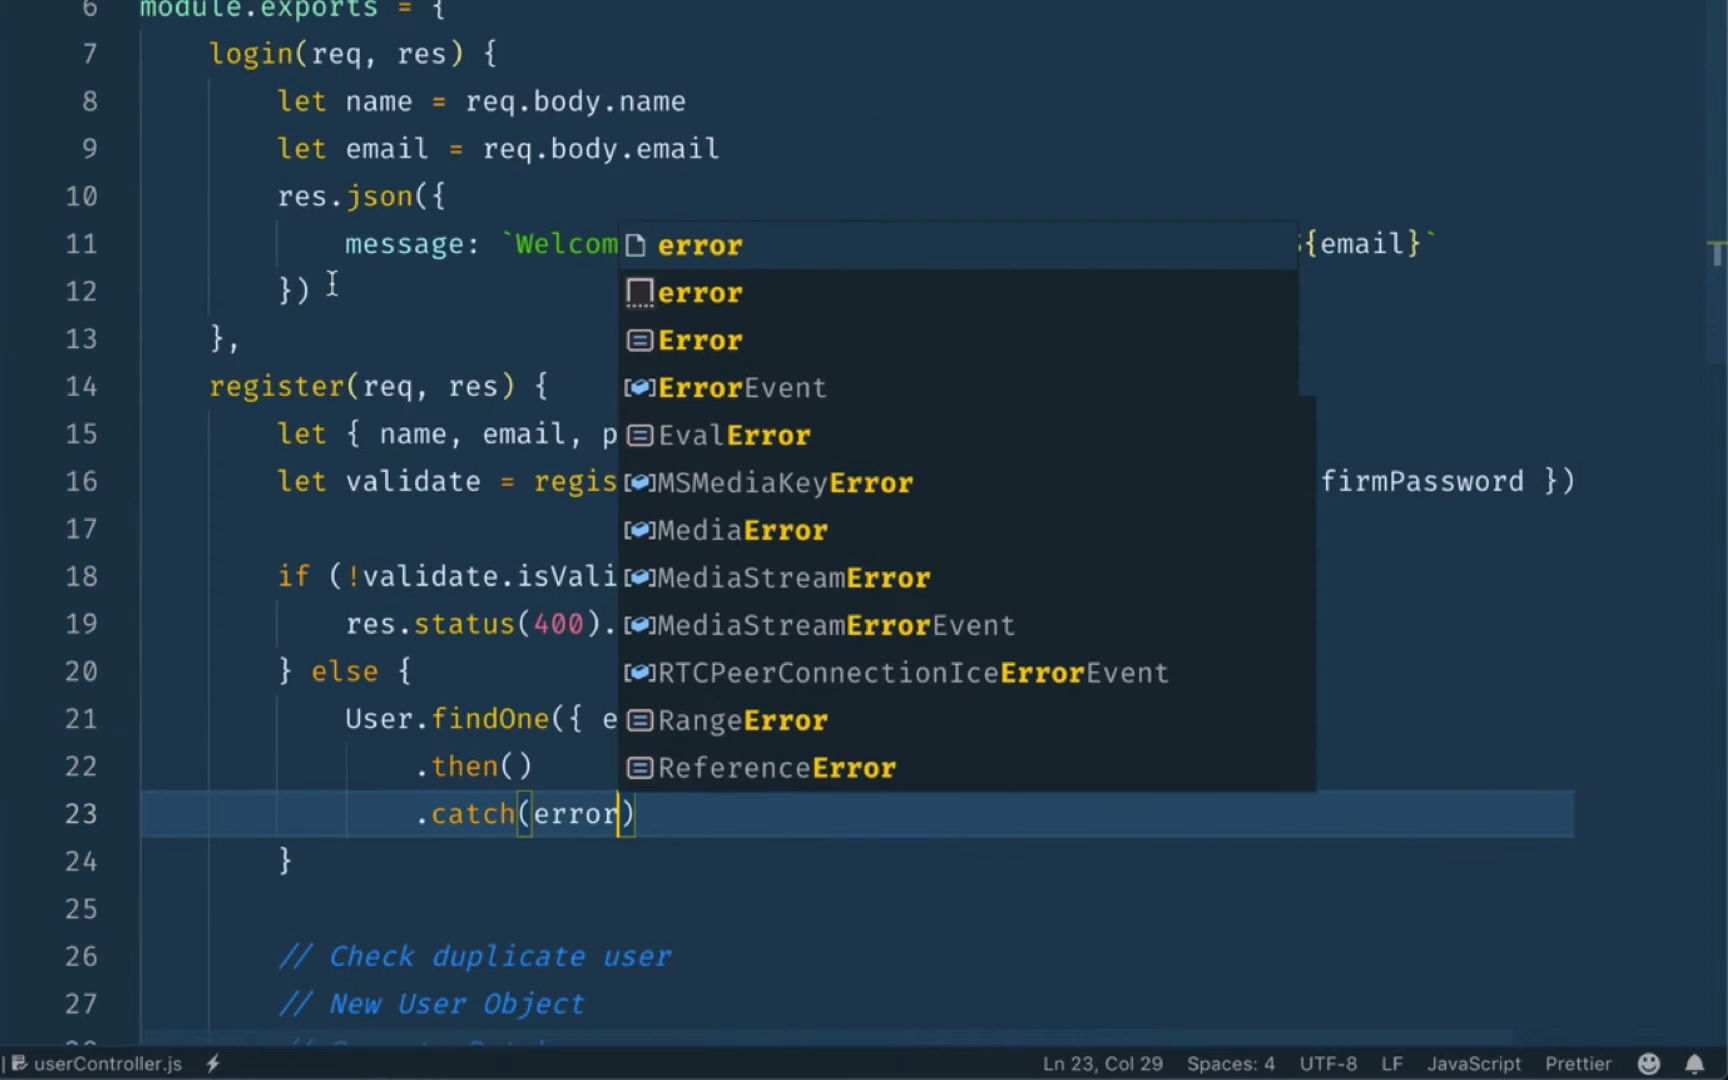 6 module.exports = {
7 login(req, res) {
8 let name = req.body.name
9 let email = req.body.email
10 res.json({
11 message: `Welcom {email}`
12 })
13 },
14 register(req, res) {
15 let { name, email, p
16 let validate = regis firmPassword })
17
18 if (!validate.isVali
19 res.status(400).
20 } else {
21 User.findOne({ e
22 .then()
23 .catch(error)
24 }
25
26 // Check duplicate user
27 // New User Object
error
error
Error
ErrorEvent
EvalError
MSMediaKeyError
MediaError
MediaStreamError
MediaStreamErrorEvent
RTCPeerConnectionIceErrorEvent
RangeError
ReferenceError
userController.js Ln 23, Col 29 Spaces: 4 UTF-8 LF JavaScript Prettier